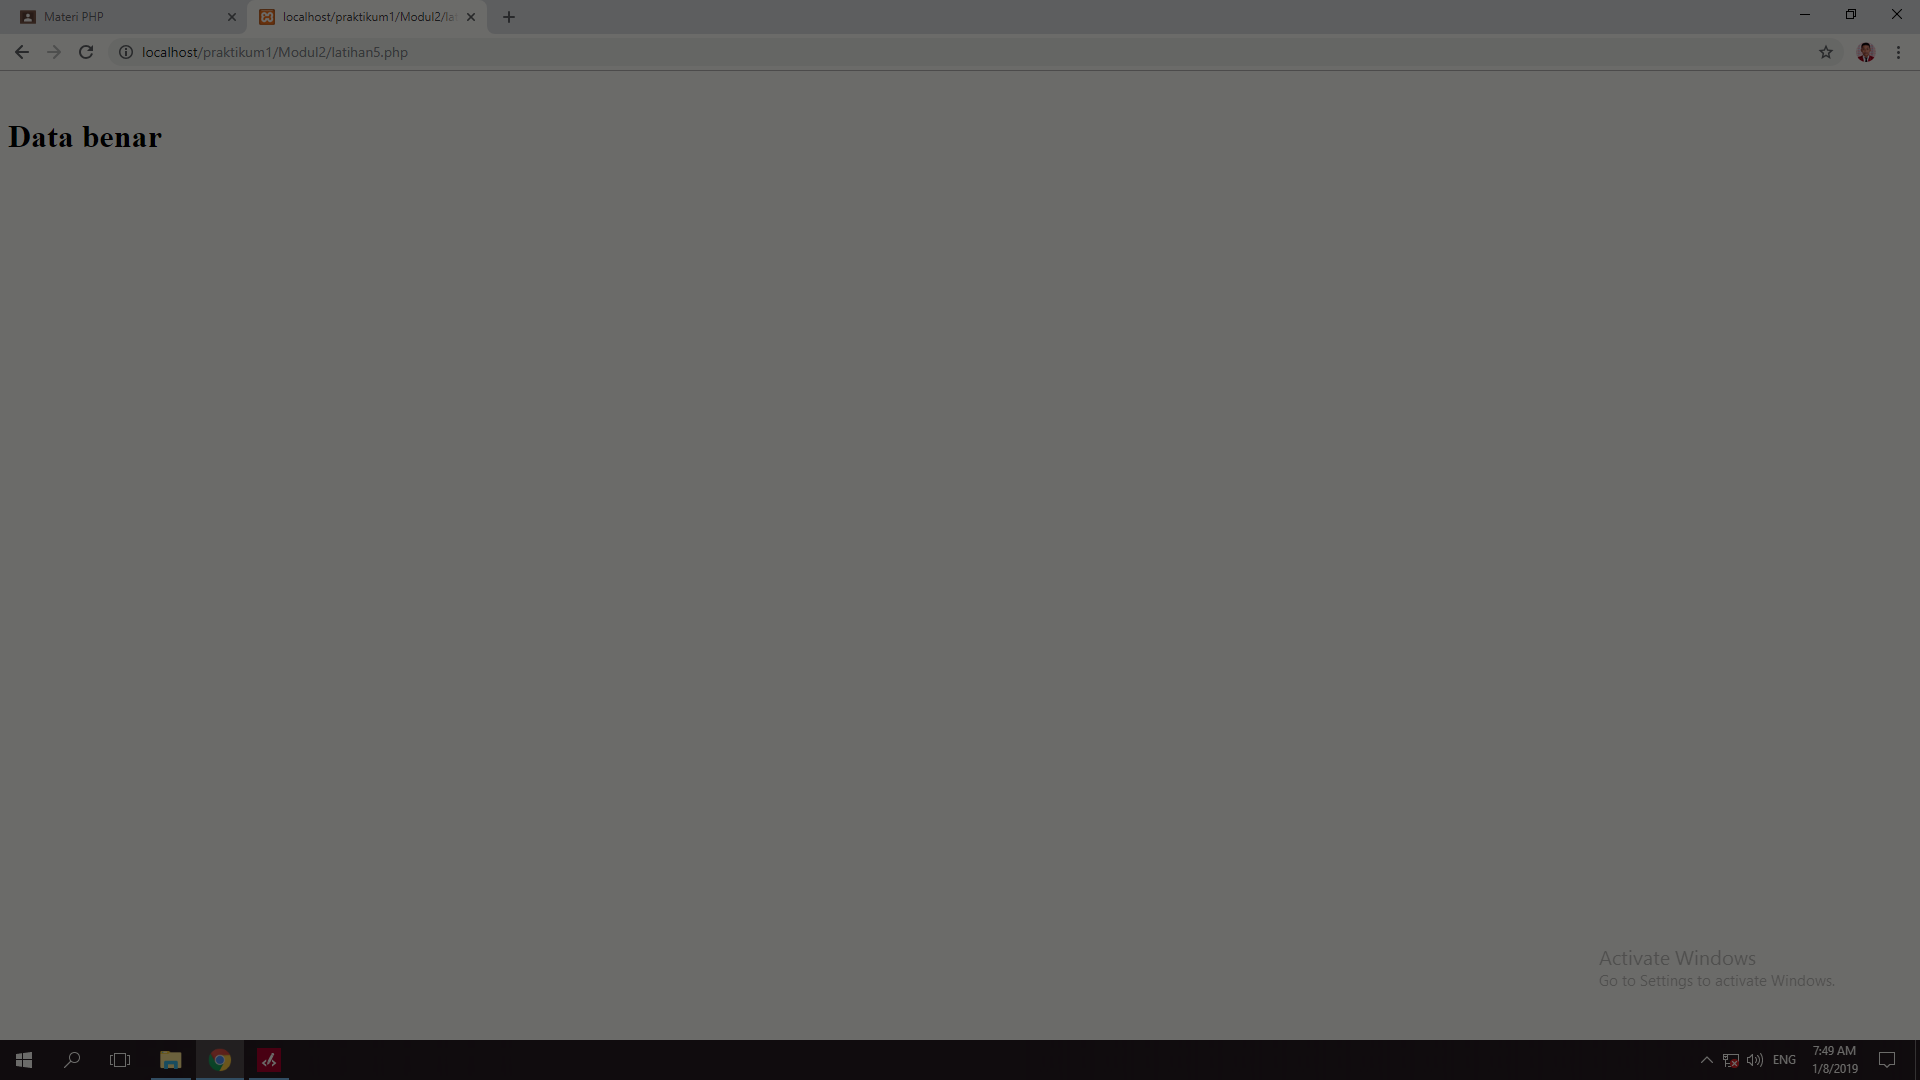 Materi PHP
localhost/praktikum1/Modul2/la
localhost/praktikum1/Modul2/latihan5.php
Data benar
Activate Windows
Go to Settings to activate Windows.
ENG
7:49 AM
1/8/2019